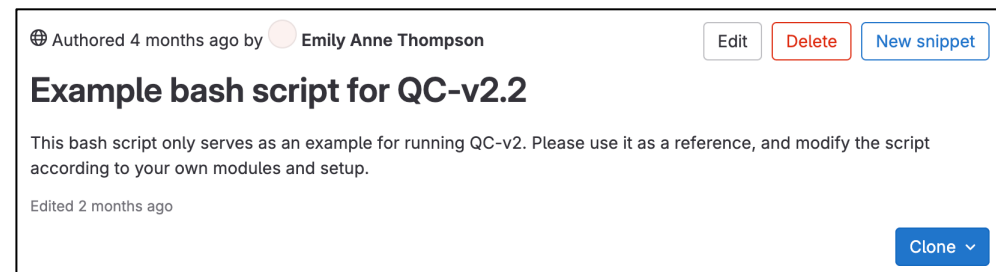 Authored 4 months ago by Emily Anne Thompson
Edit
Delete
New snippet
Example bash script for QC-v2.2
This bash script only serves as an example for running QC-v2. Please use it as a reference, and modify the script
according to your own modules and setup.
Edited 2 months ago
Clone